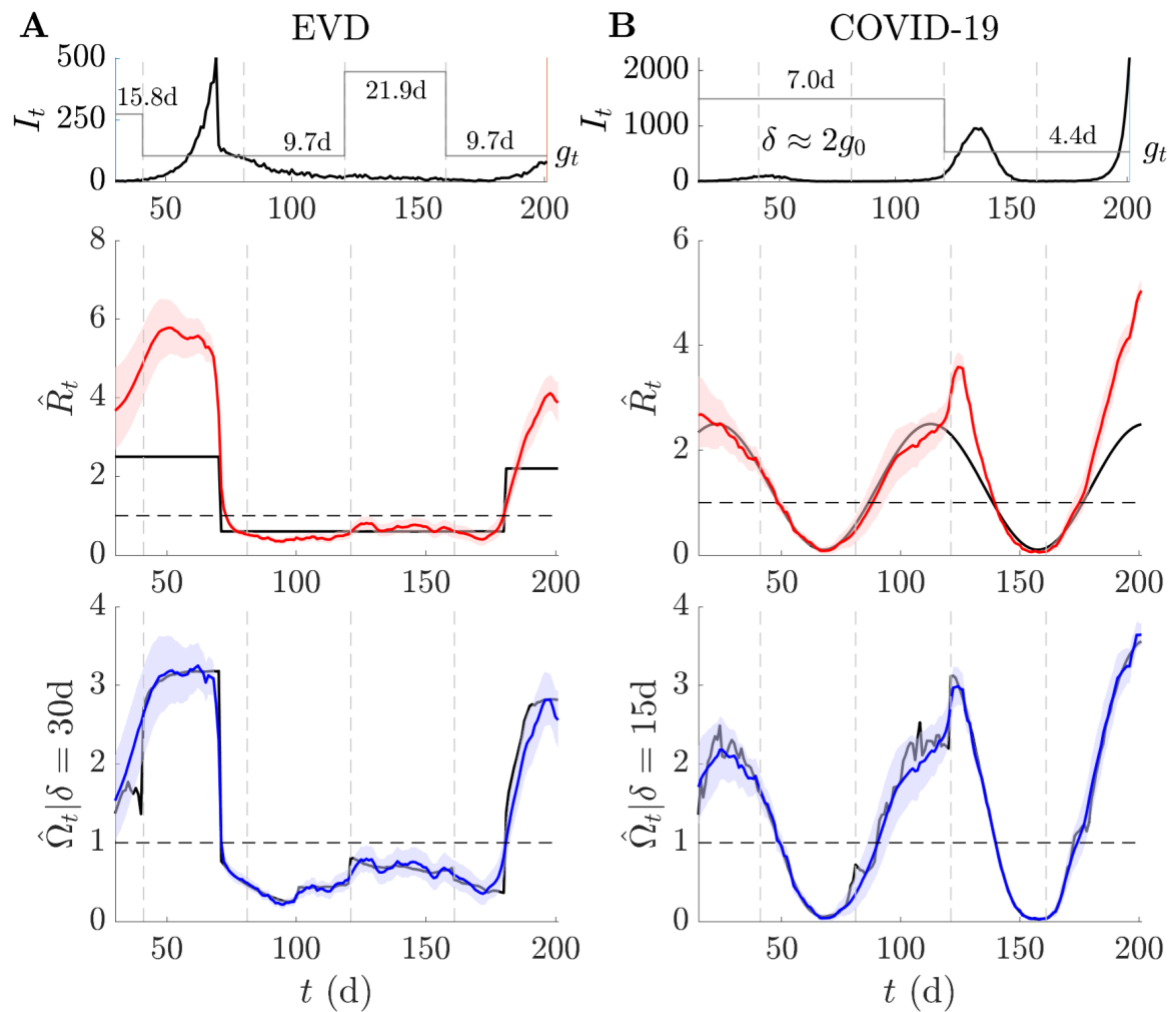 A EVD
B COVID-19
500
250
0
I_t
15.8d
9.7d
21.9d
9.7d
g_t
50 100 150 200
2000
1000
0
I_t
7.0d
δ ≈ 2g_0
4.4d
g_t
50 100 150 200
8
6
4
2
0
R̂_t
50 100 150 200
6
4
2
0
R̂_t
50 100 150 200
4
3
2
1
0
Ω̂_t|δ = 30d
50 100 150 200
t (d)
4
3
2
1
0
Ω̂_t|δ = 15d
50 100 150 200
t (d)